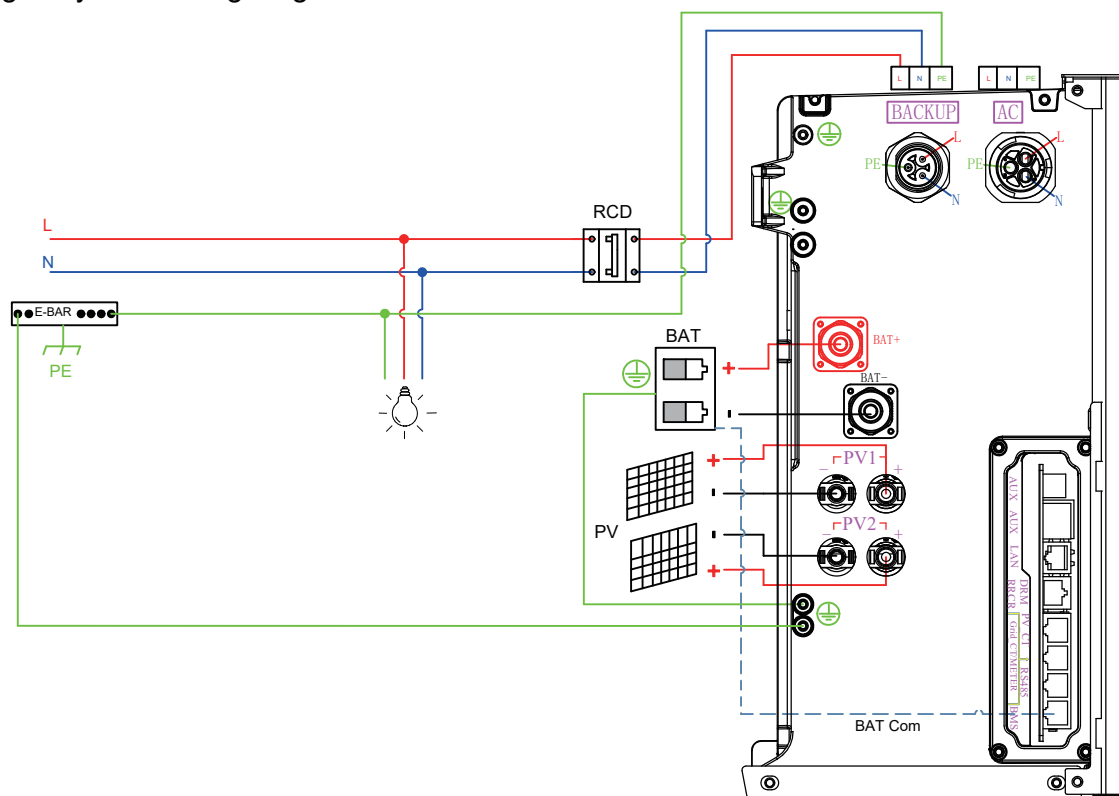 L N PE
L N PE
BACKUP
AC
L
PE
N
L
PE
N
RCD
L
N
E-BAR
PE
BAT
+
-
BAT+
BAT-
+
-
PV
-
+
PV1
- +
PV2
- +
AUX
AUX
LAN
DRM
RRCR
PV CT
Grid CT/METER
RS485
BMS
BAT Com